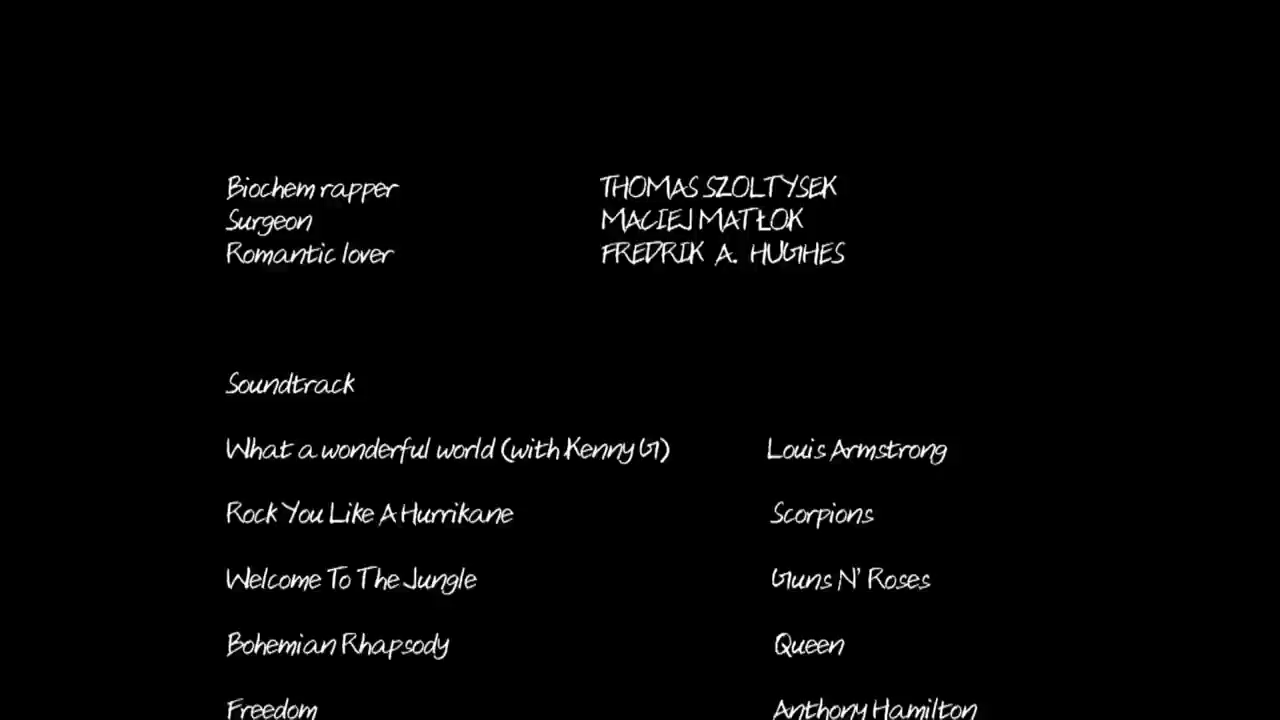 Biochem rapper THOMAS SZOLTYSEK
Surgeon MACIEJ MATŁOK
Romantic lover FREDRIK A. HUGHES
Soundtrack
What a wonderful world (with Kenny G) Louis Armstrong
Rock You Like A Hurrikane Scorpions
Welcome To The Jungle Guns N' Roses
Bohemian Rhapsody Queen
Freedom Anthony Hamilton